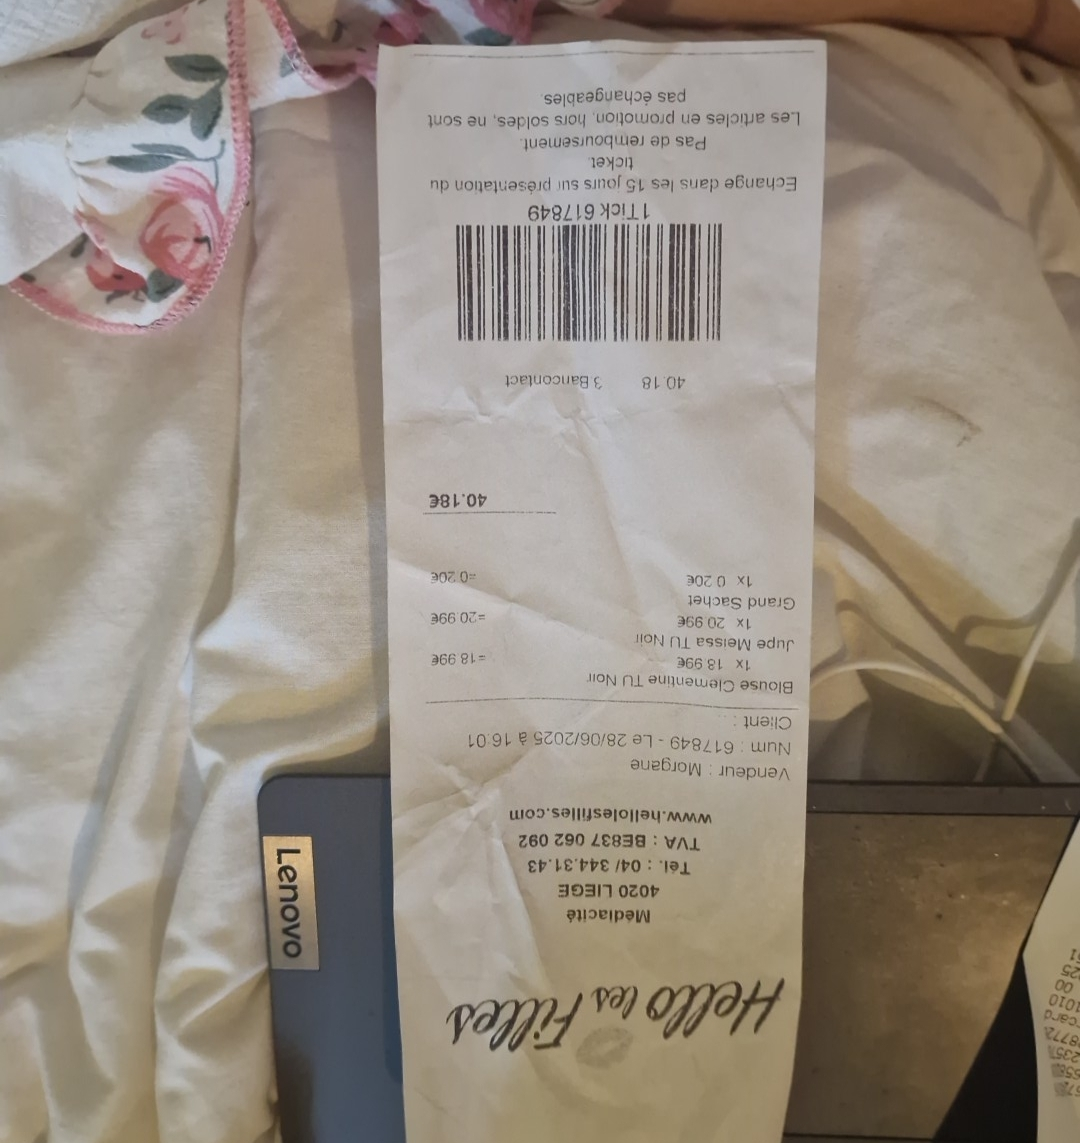 Hello les Filles
Médiacité
4020 LIEGE
Tél. : 04/ 344.31.43
TVA : BE837 062 092
www.hellolesfilles.com
Vendeur : Morgane
Num : 617849 - Le 28/06/2025 à 16:01
Client :
Blouse Clementine TU Noir
1x 18.99€ =18.99€
Jupe Meissa TU Noir
1x 20.99€ =20.99€
Grand Sachet
1x 0.20€ =0.20€
40.18€
40.18 3.Bancontact
1Tick 617849
Echange dans les 15 jours sur présentation du
ticket.
Pas de remboursement.
Les articles en promotion, hors soldes, ne sont
pas échangeables.
Lenovo